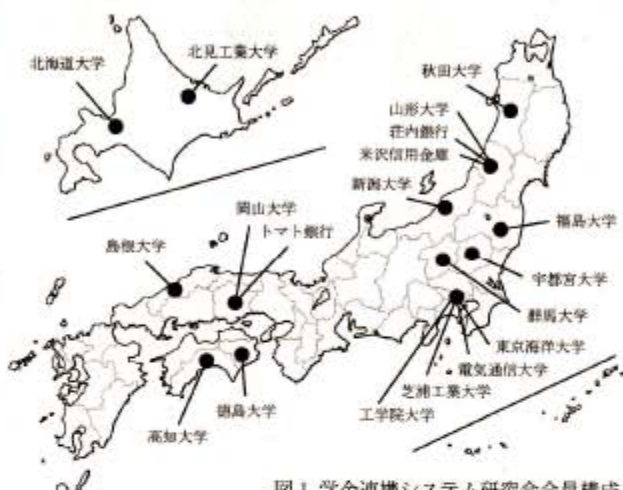 北海道大学
北見工業大学
秋田大学
山形大学
荘内銀行
米沢信用金庫
新潟大学
福島大学
岡山大学
トマト銀行
島根大学
宇都宮大学
群馬大学
東京海洋大学
電気通信大学
芝浦工業大学
工学院大学
徳島大学
高知大学
図1 学金連携システム研究会会員構成